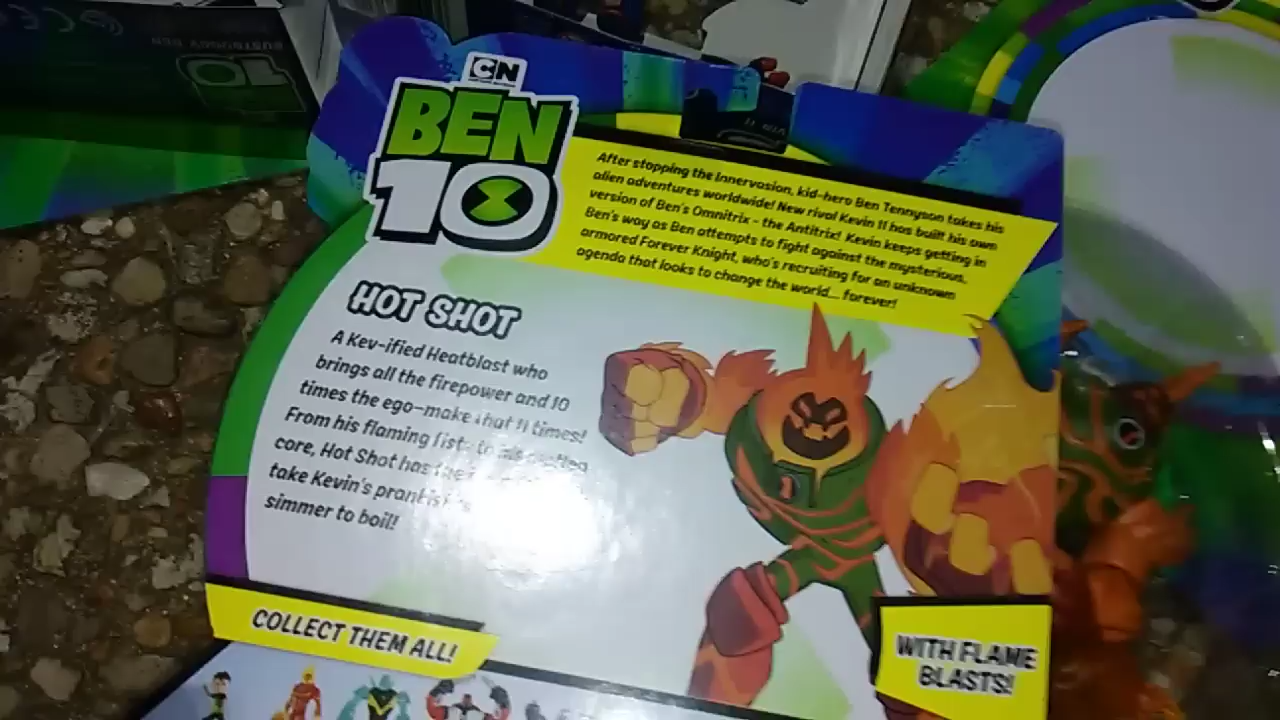 CN
BEN
10
After stopping the Innervasion, kid-hero Ben Tennyson takes his
alien adventures worldwide! New rival Kevin 11 has built his own
version of Ben's Omnitrix - the Antitrix! Kevin keeps getting in
Ben's way as Ben attempts to fight against the mysterious,
armored Forever Knight, who's recruiting for an unknown
agenda that looks to change the world... forever!
HOT SHOT
A Kev-ified Heatblast who
brings all the firepower and 10
times the ego—make that 11 times!
From his flaming fists to his
core, Hot Shot has the
take Kevin's
simmer to boil!
COLLECT THEM ALL!
WITH FLAME
BLASTS!
10